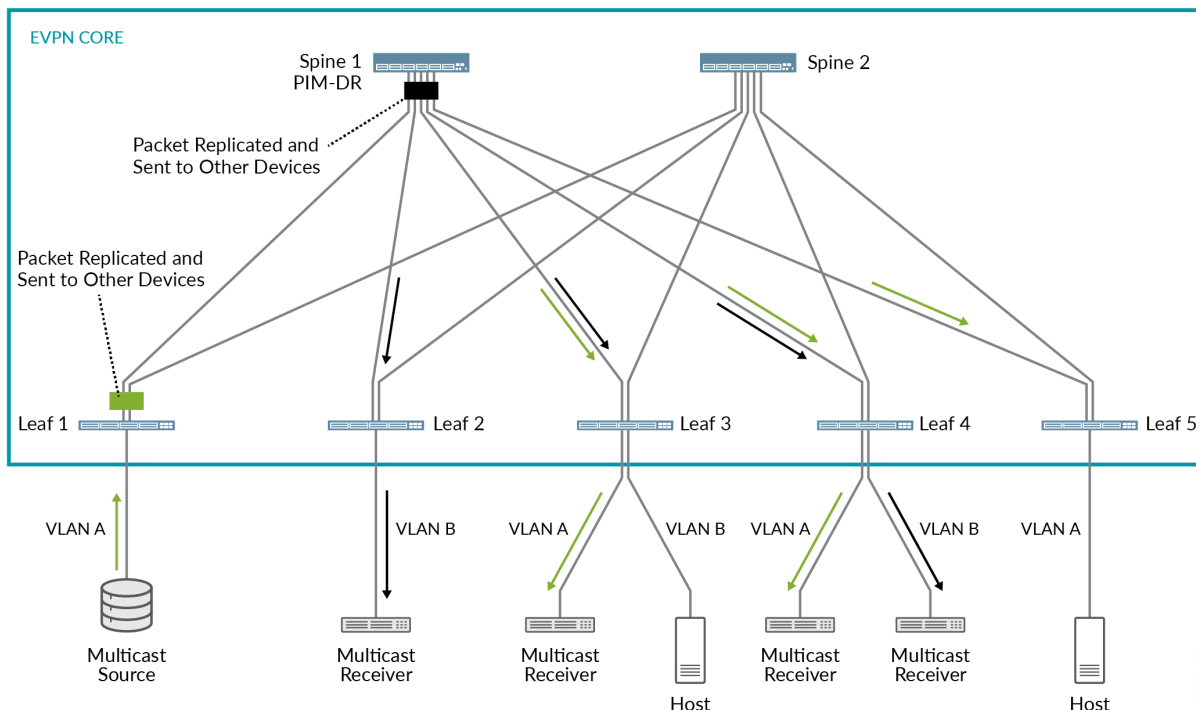 EVPN CORE
Spine 1
PIM-DR
Spine 2
Packet Replicated and
Sent to Other Devices
Packet Replicated and
Sent to Other Devices
Leaf 1
Leaf 2
Leaf 3
Leaf 4
Leaf 5
VLAN A
VLAN B
VLAN A
VLAN B
VLAN A
VLAN B
VLAN A
Multicast
Source
Multicast
Receiver
Multicast
Receiver
Host
Multicast
Receiver
Multicast
Receiver
Host